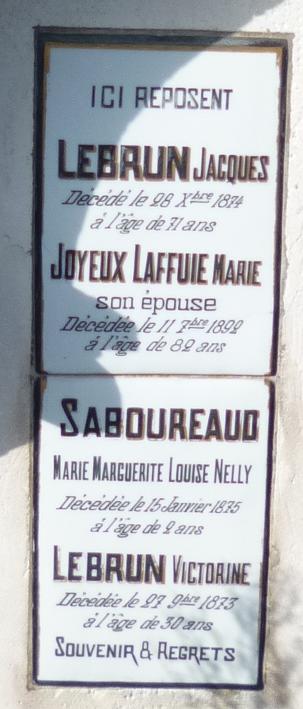 ICI REPOSENT
LEBRUN JACQUES
Décédé le 28 Xbre 1874
à l'âge de 71 ans
JOYEUX LAFFUIE MARIE
son épouse
Décédée le 11 7bre 1892
à l'âge de 82 ans
SABOUREAUD
MARIE MARGUERITE LOUISE NELLY
Décédée le 15 Janvier 1875
à l'âge de 2 ans
LEBRUN VICTORINE
Décédée le 27 9bre 1873
à l'âge de 30 ans
SOUVENIR & REGRETS